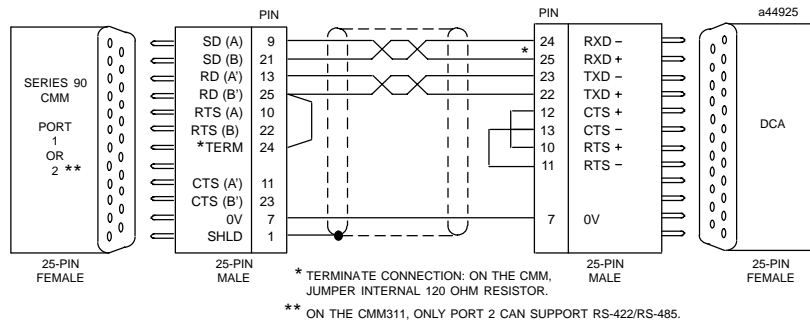 PIN PIN a44925
SERIES 90
CMM
PORT
1
OR
2 **
SD (A) 9
SD (B) 21
RD (A') 13
RD (B') 25
RTS (A) 10
RTS (B) 22
*TERM 24
CTS (A') 11
CTS (B') 23
0V 7
SHLD 1
*
24 RXD –
25 RXD +
23 TXD –
22 TXD +
12 CTS +
13 CTS –
10 RTS +
11 RTS –
7 0V
DCA
25-PIN
FEMALE
25-PIN
MALE
25-PIN
MALE
25-PIN
FEMALE
* TERMINATE CONNECTION: ON THE CMM,
JUMPER INTERNAL 120 OHM RESISTOR.
** ON THE CMM311, ONLY PORT 2 CAN SUPPORT RS-422/RS-485.